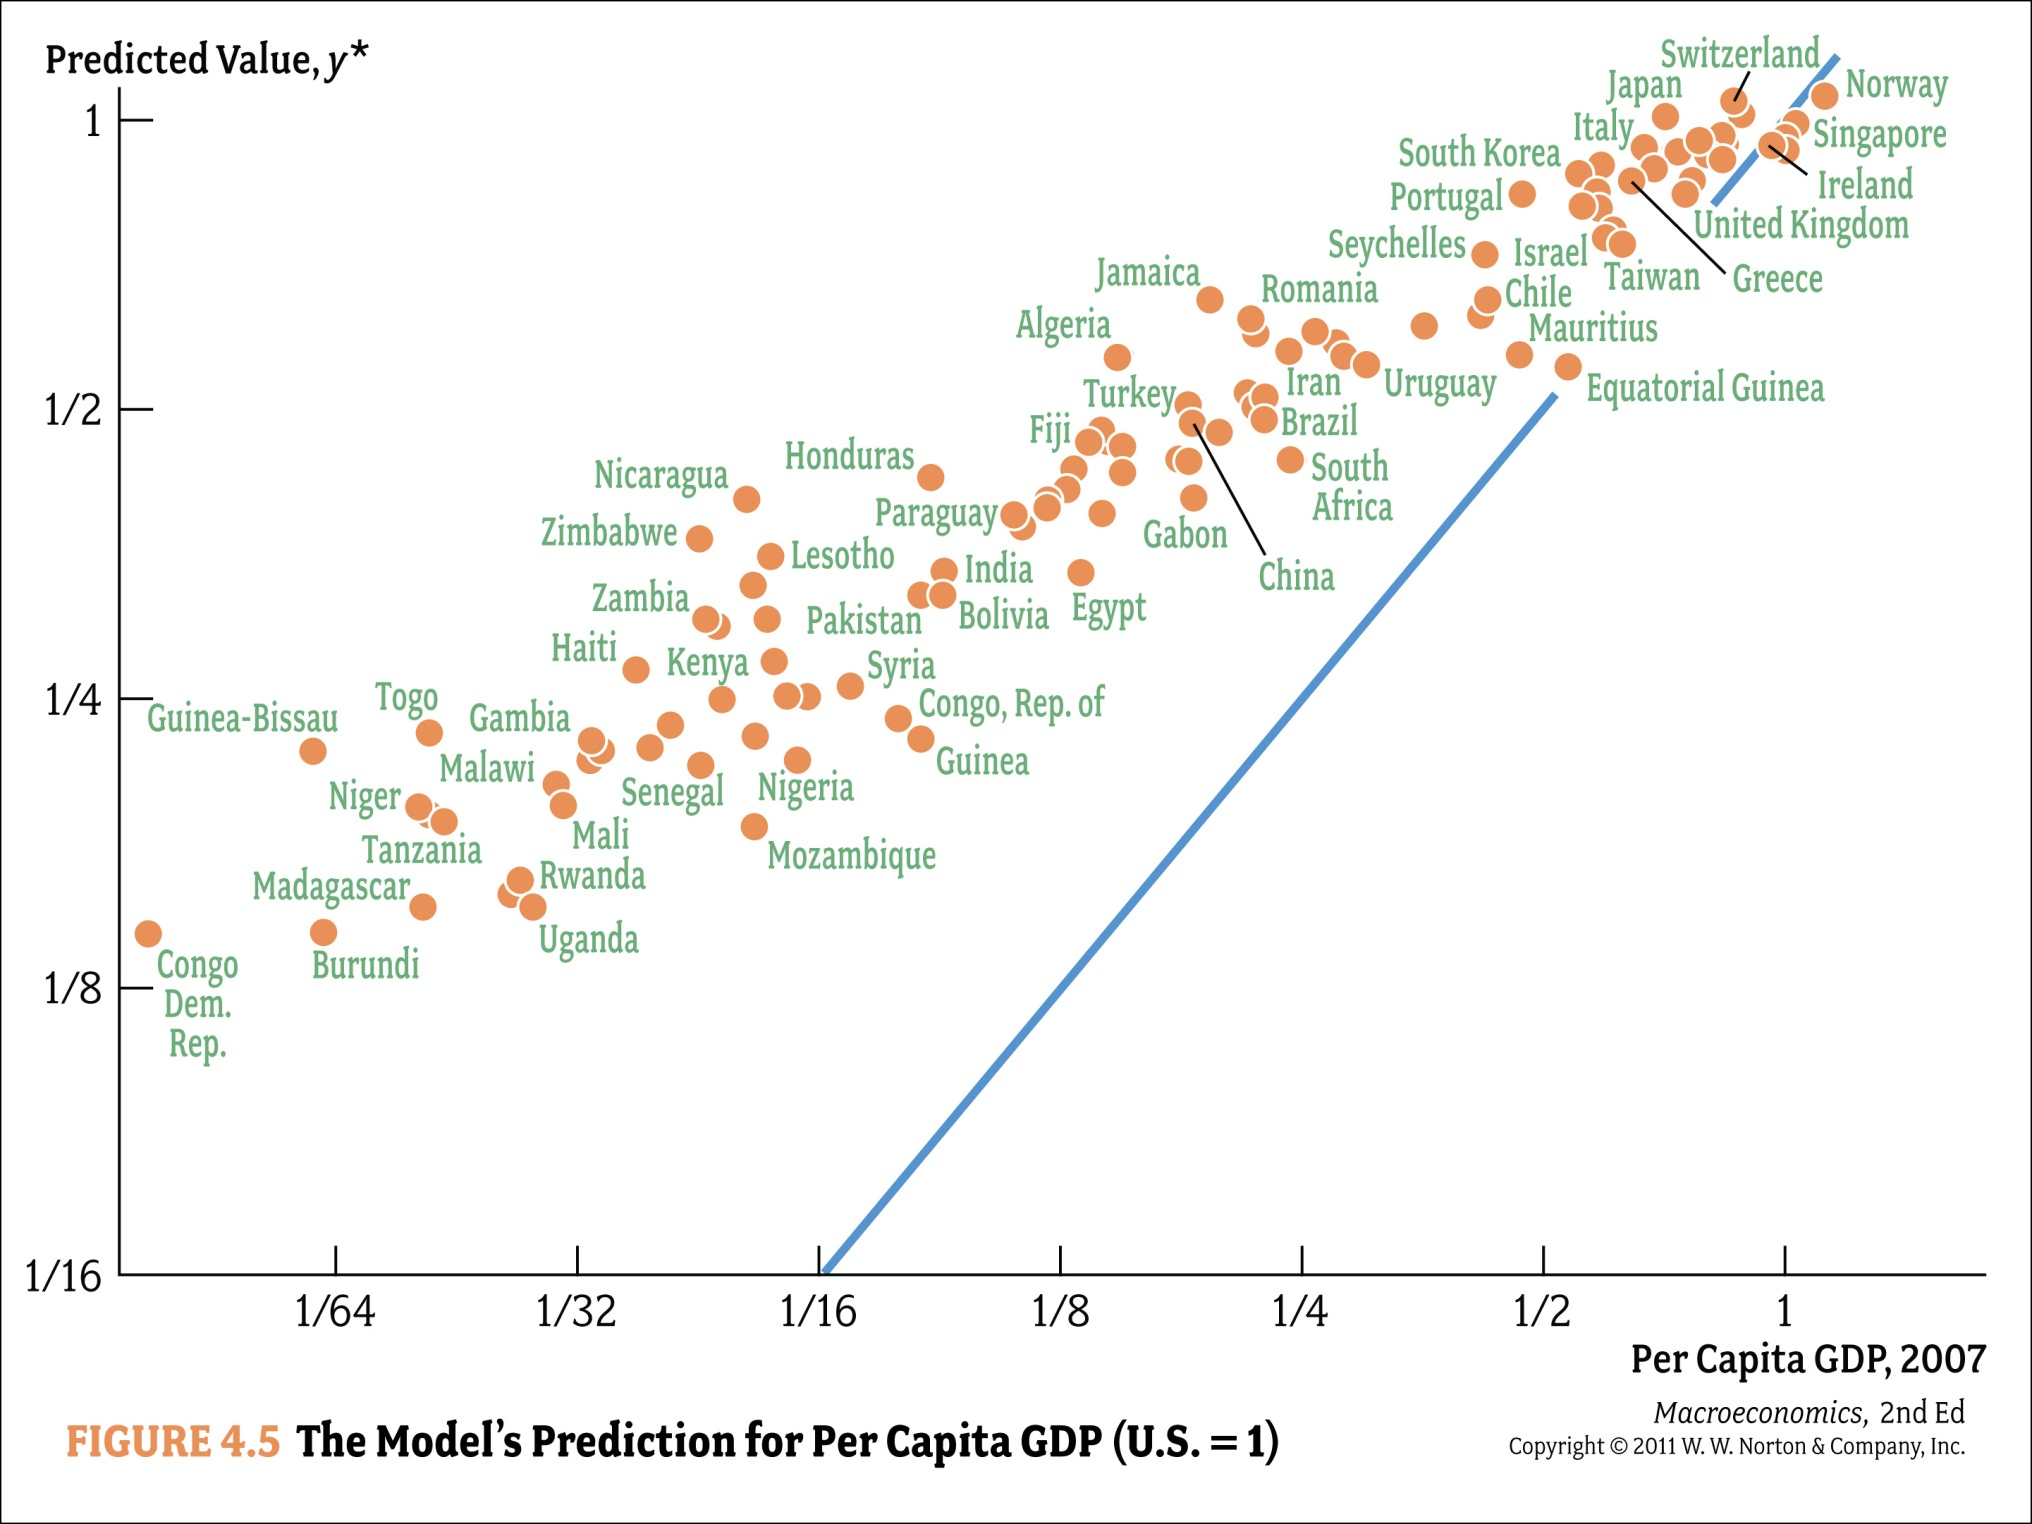 Predicted Value, y*
1
1/2
1/4
1/8
1/16
Switzerland
Japan
Norway
Italy
Singapore
South Korea
Ireland
Portugal
United Kingdom
Seychelles
Israel
Taiwan
Greece
Jamaica
Romania
Chile
Algeria
Mauritius
Turkey
Iran
Uruguay
Equatorial Guinea
Fiji
Brazil
Honduras
South
Africa
Nicaragua
Paraguay
Gabon
Zimbabwe
Lesotho
India
China
Zambia
Pakistan
Bolivia
Egypt
Haiti
Kenya
Syria
Togo
Congo, Rep. of
Guinea-Bissau
Gambia
Malawi
Guinea
Niger
Senegal
Nigeria
Tanzania
Mali
Mozambique
Madagascar
Rwanda
Uganda
Congo
Dem.
Rep.
Burundi
1/64
1/32
1/16
1/8
1/4
1/2
1
Per Capita GDP, 2007
Macroeconomics, 2nd Ed
Copyright © 2011 W. W. Norton & Company, Inc.
FIGURE 4.5 The Model's Prediction for Per Capita GDP (U.S. = 1)